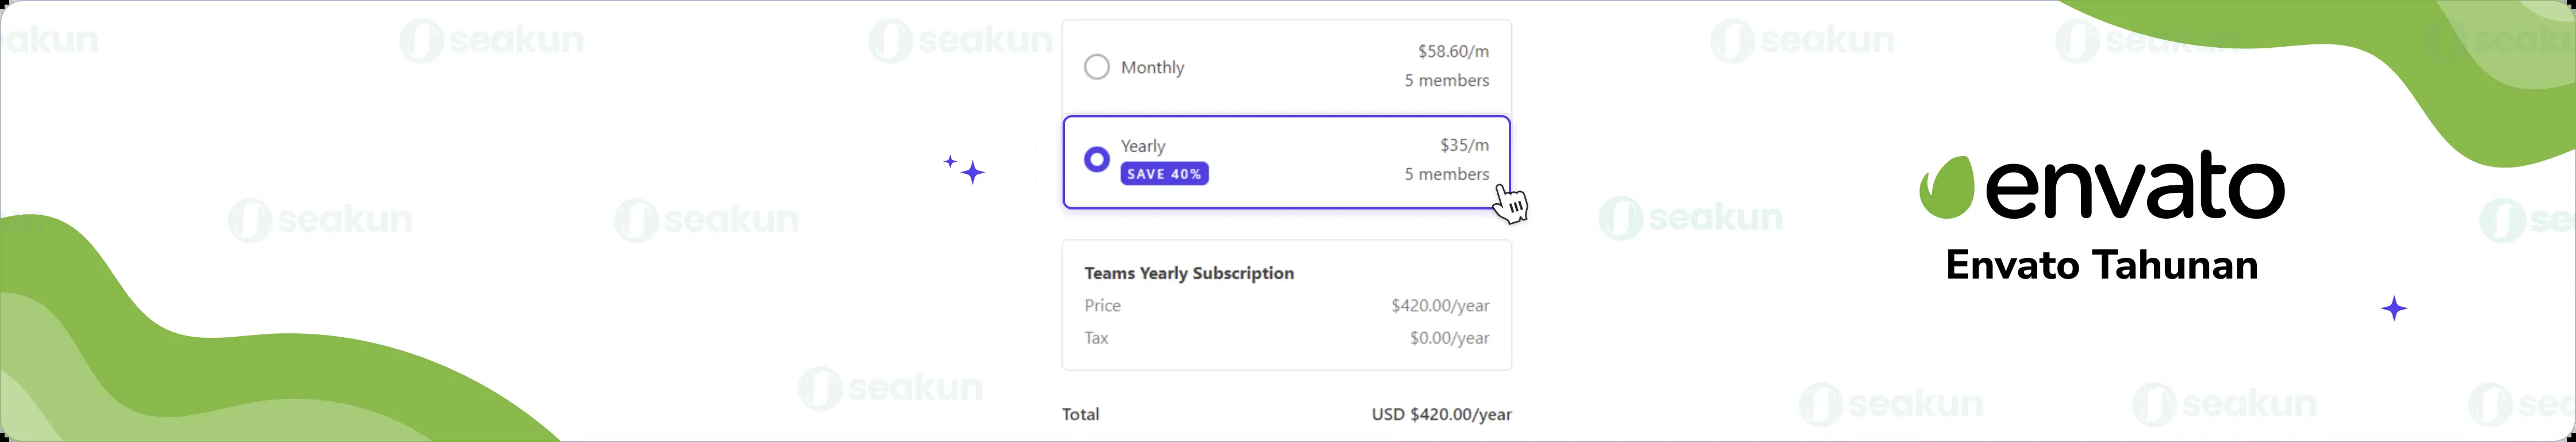 Monthly
$58.60/m
5 members
Yearly
SAVE 40%
$35/m
5 members
Teams Yearly Subscription
Price $420.00/year
Tax $0.00/year
Total USD $420.00/year
envato
Envato Tahunan
akun
seakun
seakun
seakun
seakun
seakun
seakun
seakun
seakun
seakun
seakun
seakun